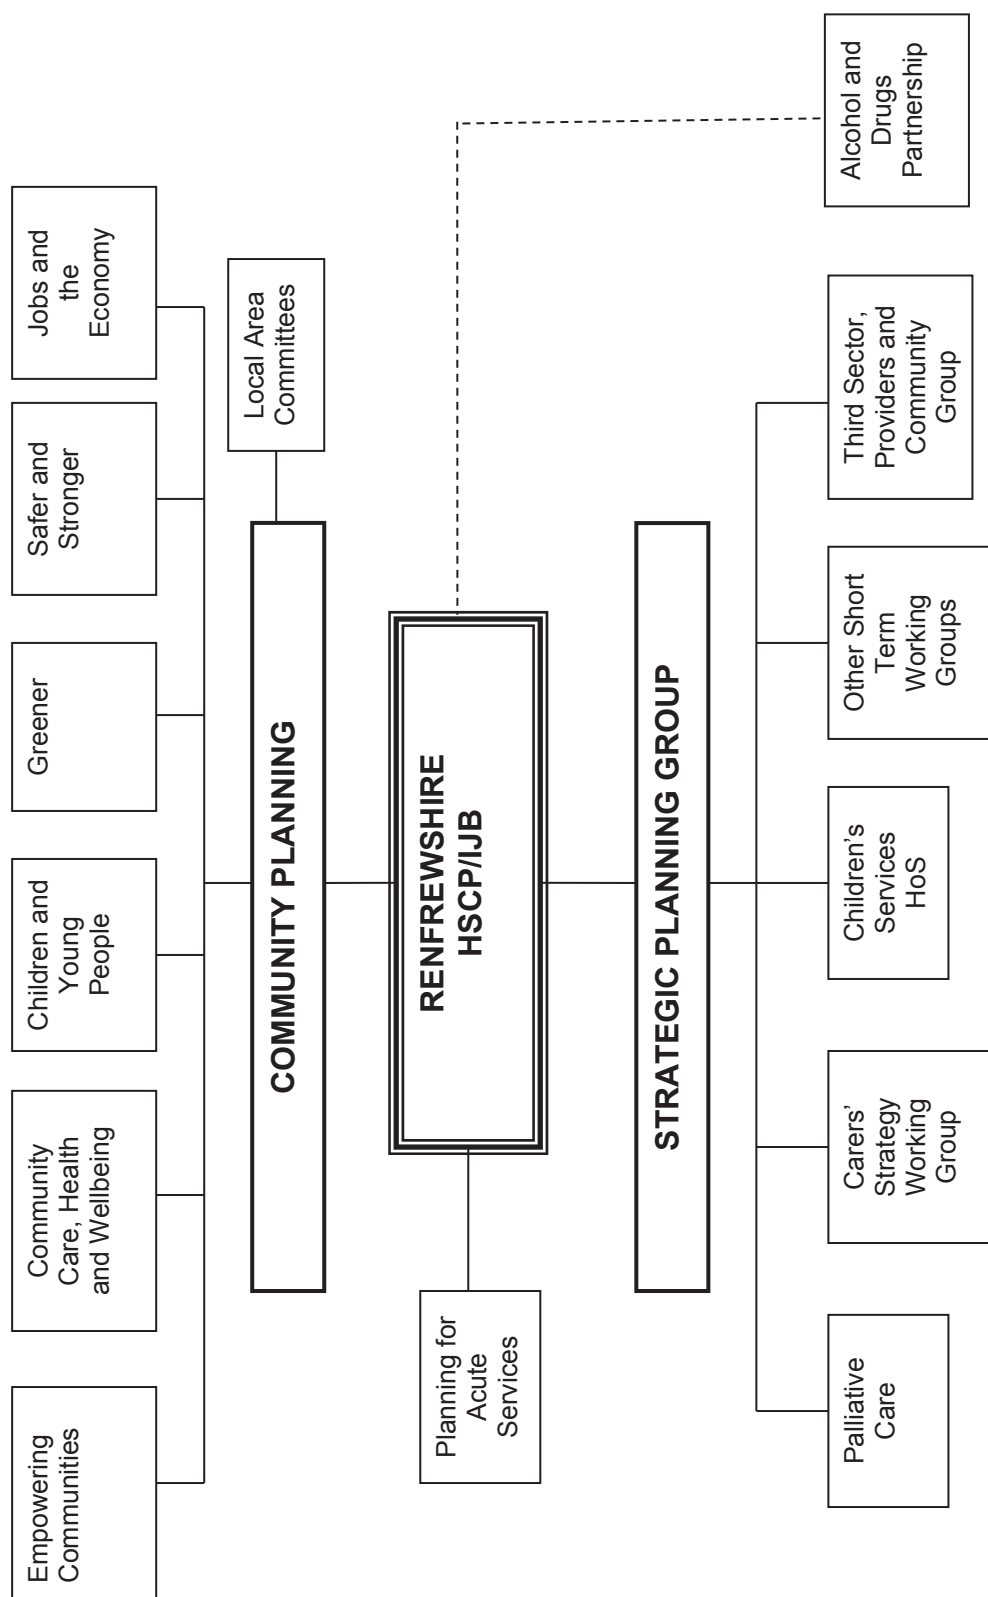 Empowering
Communities
Community
Care, Health
and Wellbeing
Children and
Young
People
Greener
Safer and
Stronger
Jobs and
the
Economy
COMMUNITY PLANNING
Local Area
Committees
Planning for
Acute
Services
RENFREWSHIRE
HSCP/IJB
STRATEGIC PLANNING GROUP
Palliative
Care
Carers’
Strategy
Working
Group
Children’s
Services
HoS
Other Short
Term
Working
Groups
Third Sector,
Providers and
Community
Group
Alcohol and
Drugs
Partnership